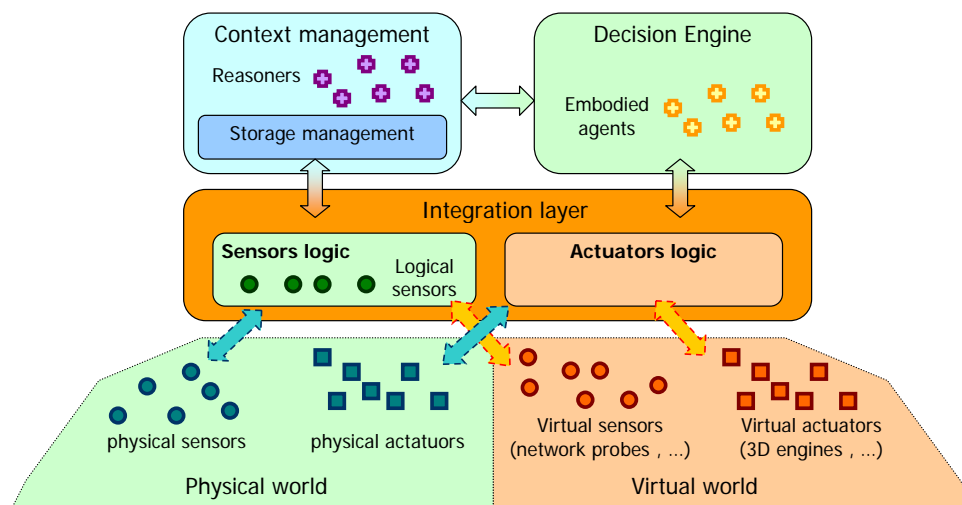 Context management
Reasoners
Storage management
Decision Engine
Embodied
agents
Integration layer
Sensors logic
Logical
sensors
Actuators logic
physical sensors
physical actatuors
Virtual sensors
(network probes , ...)
Virtual actuators
(3D engines , ...)
Physical world
Virtual world